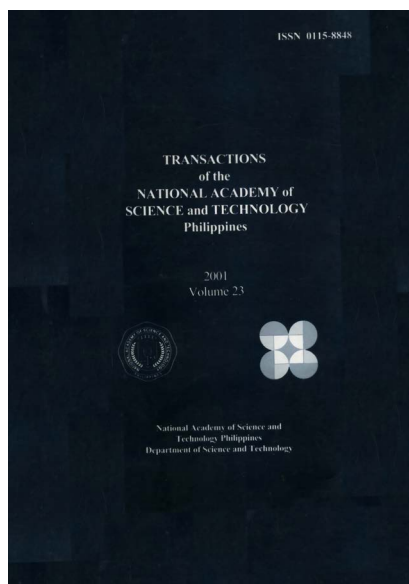 ISSN 0115-8848
TRANSACTIONS
of the
NATIONAL ACADEMY of
SCIENCE and TECHNOLOGY
Philippines
2001
Volume 23
National Academy of Science and
Technology Philippines
Department of Science and Technology